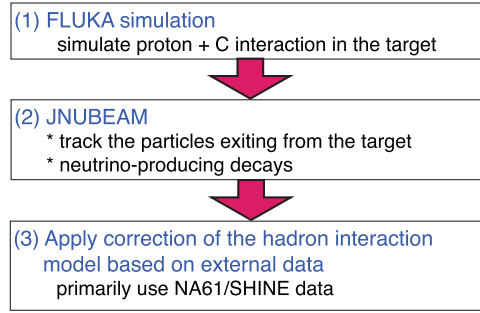 (1) FLUKA simulation
simulate proton + C interaction in the target
(2) JNUBEAM
* track the particles exiting from the target
* neutrino-producing decays
(3) Apply correction of the hadron interaction
model based on external data
primarily use NA61/SHINE data